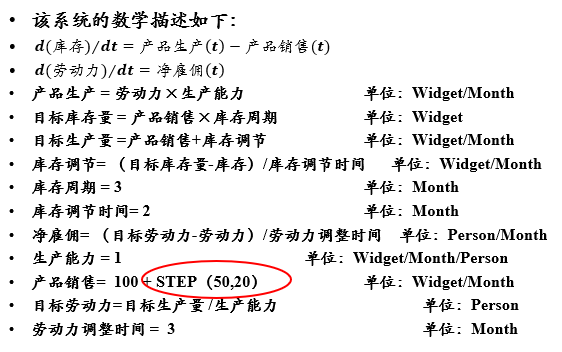 • 该系统的数学描述如下：
• d(库存)/dt = 产品生产(t) − 产品销售(t)
• d(劳动力)/dt = 净雇佣(t)
• 产品生产 = 劳动力×生产能力 单位：Widget/Month
• 目标库存量 = 产品销售×库存周期 单位：Widget
• 目标生产量 =产品销售+库存调节 单位：Widget/Month
• 库存调节= （目标库存量-库存）/库存调节时间 单位：Widget/Month
• 库存周期 = 3 单位：Month
• 库存调节时间= 2 单位：Month
• 净雇佣= （目标劳动力-劳动力）/劳动力调整时间 单位：Person/Month
• 生产能力 = 1 单位：Widget/Month/Person
• 产品销售= 100 + STEP（50,20） 单位：Widget/Month
• 目标劳动力=目标生产量 /生产能力 单位：Person
• 劳动力调整时间 = 3 单位：Month